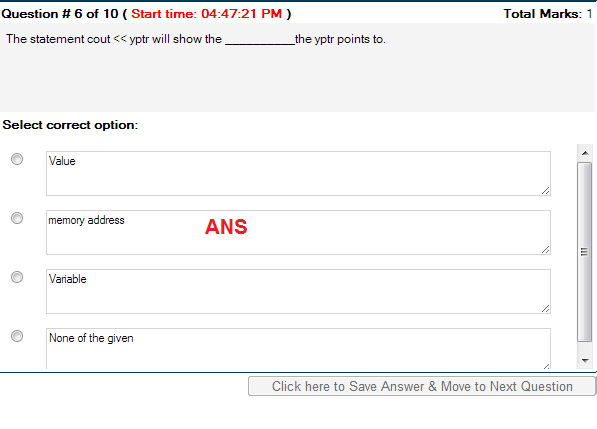 Question # 6 of 10 ( Start time: 04:47:21 PM ) Total Marks: 1
The statement cout << yptr will show the __________the yptr points to.
Select correct option:
Value
memory address
ANS
Variable
None of the given
Click here to Save Answer & Move to Next Question